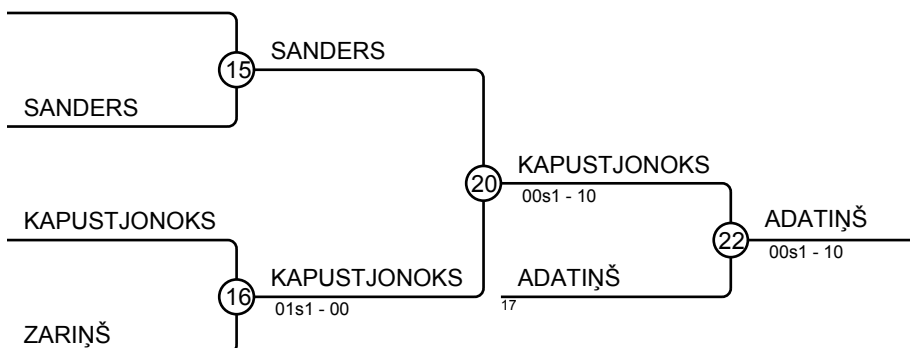 SANDERS
15
SANDERS
KAPUSTJONOKS
20
00s1 - 10
ADATIŅŠ
KAPUSTJONOKS
22
00s1 - 10
KAPUSTJONOKS
ADATIŅŠ
16
01s1 - 00
17
ZARIŅŠ